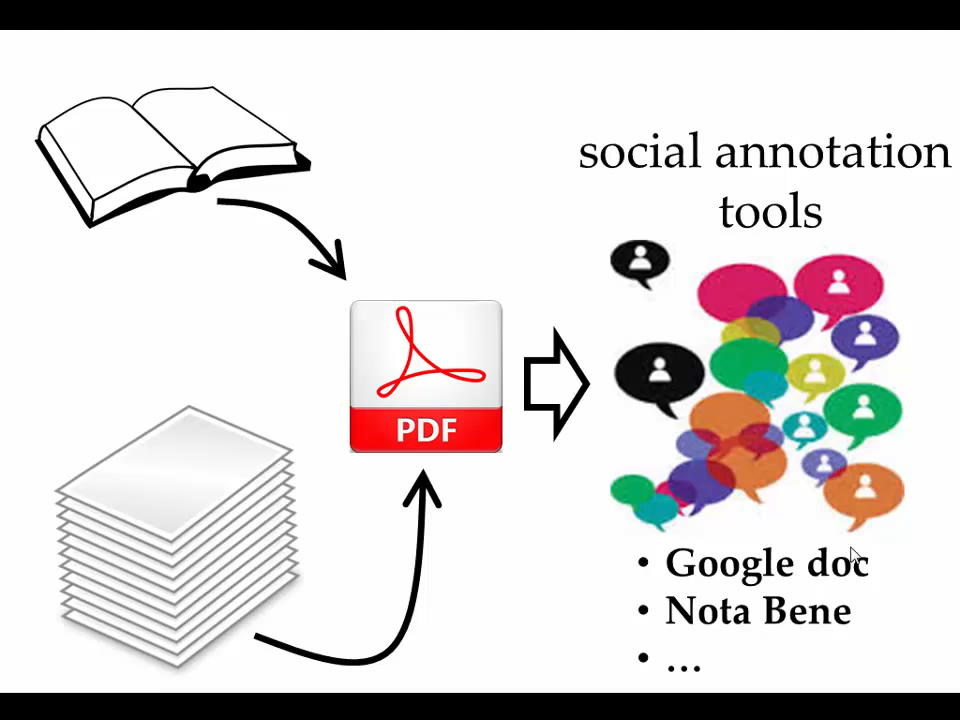 social annotation
tools
PDF
• Google doc
• Nota Bene
• ...